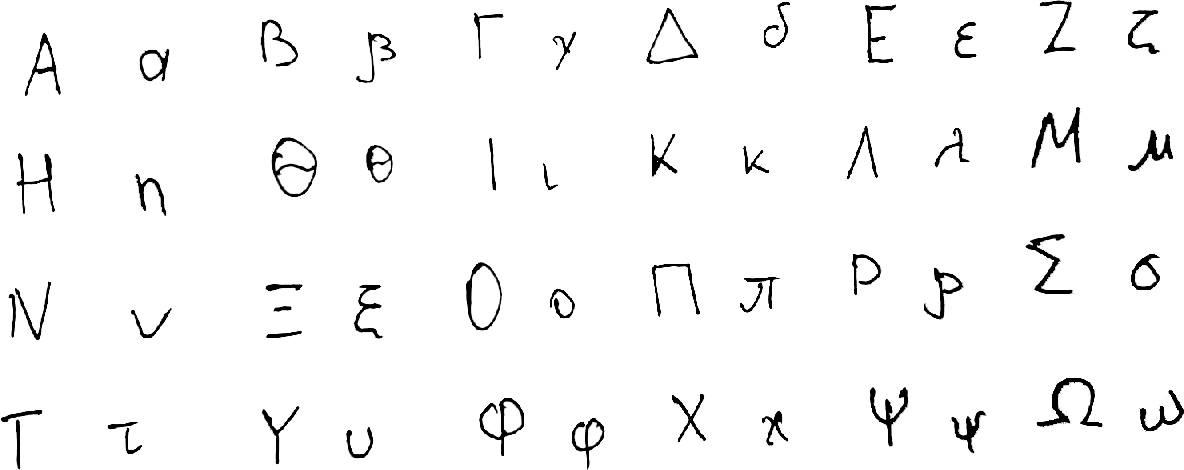 Α α Β β Γ γ Δ δ Ε ε Ζ ζ
Η η Θ θ Ι ι Κ κ Λ λ Μ μ
Ν ν Ξ ξ Ο ο Π π Ρ ρ Σ σ
Τ τ Υ υ Φ φ Χ χ Ψ ψ Ω ω